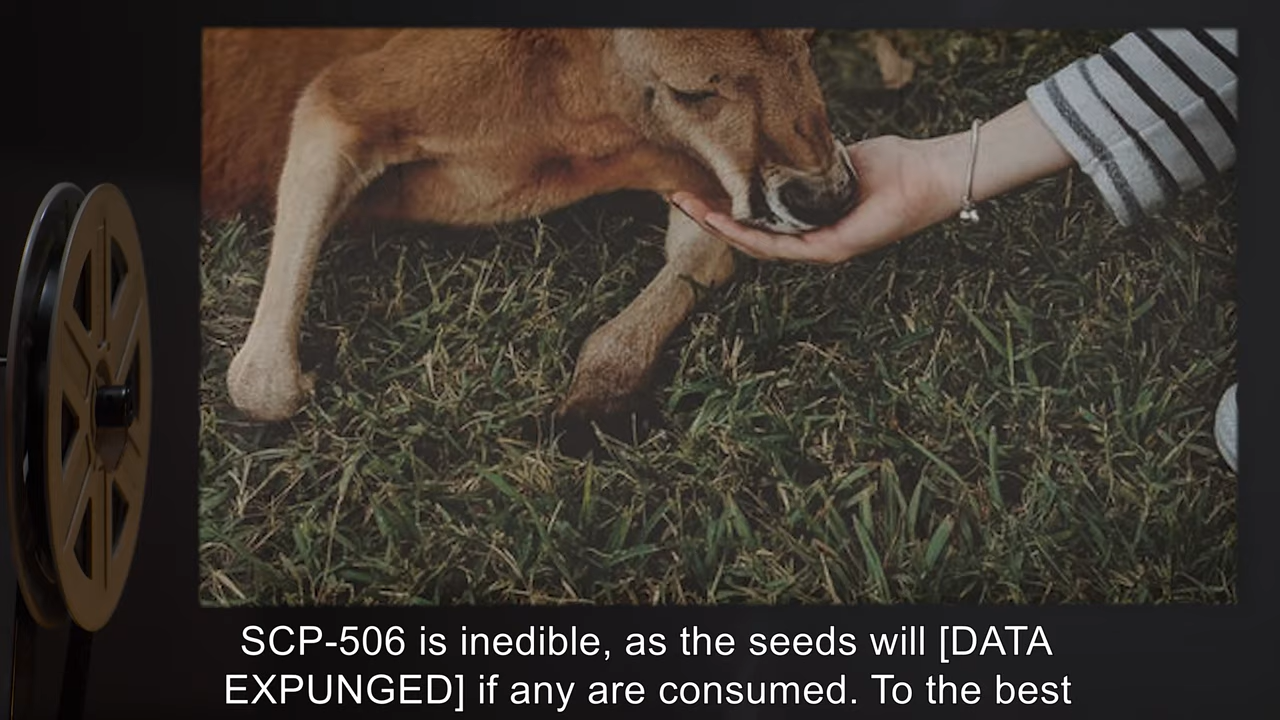 SCP-506 is inedible, as the seeds will [DATA
EXPUNGED] if any are consumed. To the best